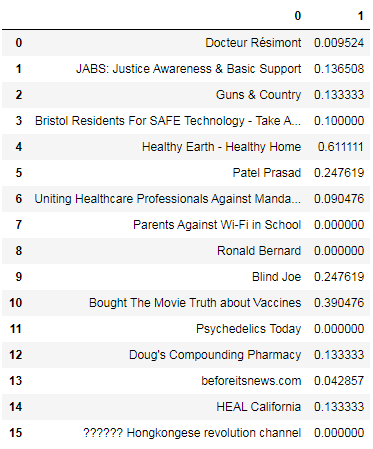 0 1
0 Docteur Résimont 0.009524
1 JABS: Justice Awareness & Basic Support 0.136508
2 Guns & Country 0.133333
3 Bristol Residents For SAFE Technology - Take A... 0.100000
4 Healthy Earth - Healthy Home 0.611111
5 Patel Prasad 0.247619
6 Uniting Healthcare Professionals Against Manda... 0.090476
7 Parents Against Wi-Fi in School 0.000000
8 Ronald Bernard 0.000000
9 Blind Joe 0.247619
10 Bought The Movie Truth about Vaccines 0.390476
11 Psychedelics Today 0.000000
12 Doug's Compounding Pharmacy 0.133333
13 beforeitsnews.com 0.042857
14 HEAL California 0.133333
15 ?????? Hongkongese revolution channel 0.000000